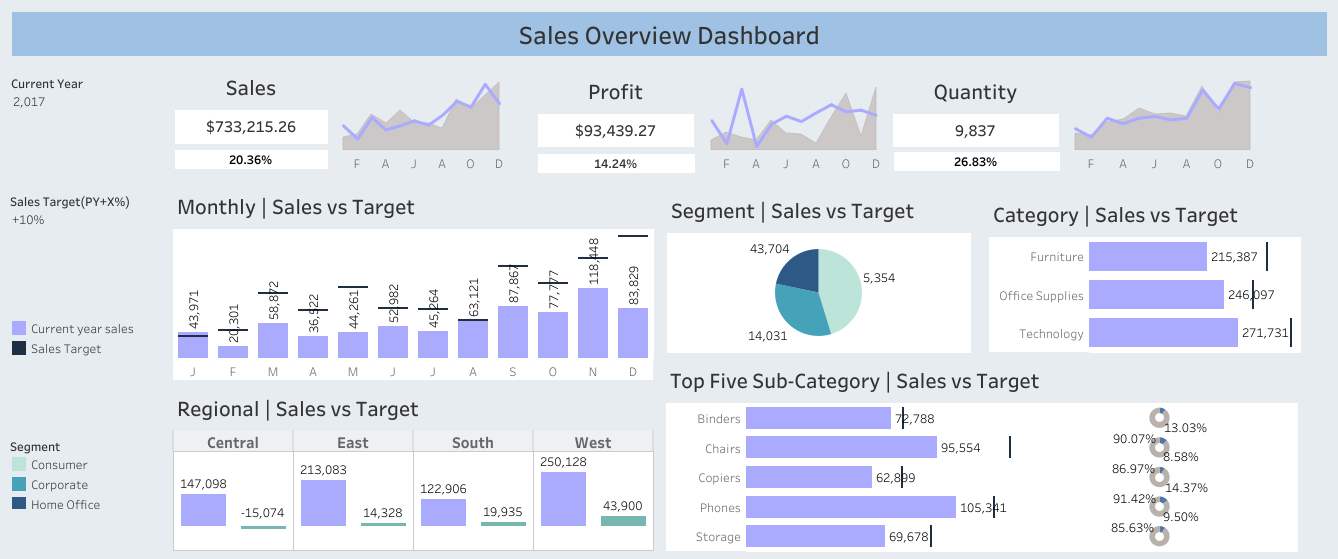 Sales Overview Dashboard
Current Year
2,017
Sales
$733,215.26
20.36%
F A J A O D
Profit
$93,439.27
14.24%
F A J A O D
Quantity
9,837
26.83%
F A J A O D
Sales Target(PY+X%)
+10%
Current year sales
Sales Target
Segment
Consumer
Corporate
Home Office
Monthly | Sales vs Target
43,971 20,301 58,872 36,522 44,261 52,982 45,264 63,121 87,867 77,777 118,448 83,829
J F M A M J J A S O N D
Segment | Sales vs Target
43,704
5,354
14,031
Category | Sales vs Target
Furniture 215,387
Office Supplies 246,097
Technology 271,731
Regional | Sales vs Target
Central East South West
147,098 -15,074 213,083 14,328 122,906 19,935 250,128 43,900
Top Five Sub-Category | Sales vs Target
Binders 72,788
Chairs 95,554
Copiers 62,899
Phones 105,341
Storage 69,678
13.03%
90.07%
8.58%
86.97%
14.37%
91.42%
9.50%
85.63%